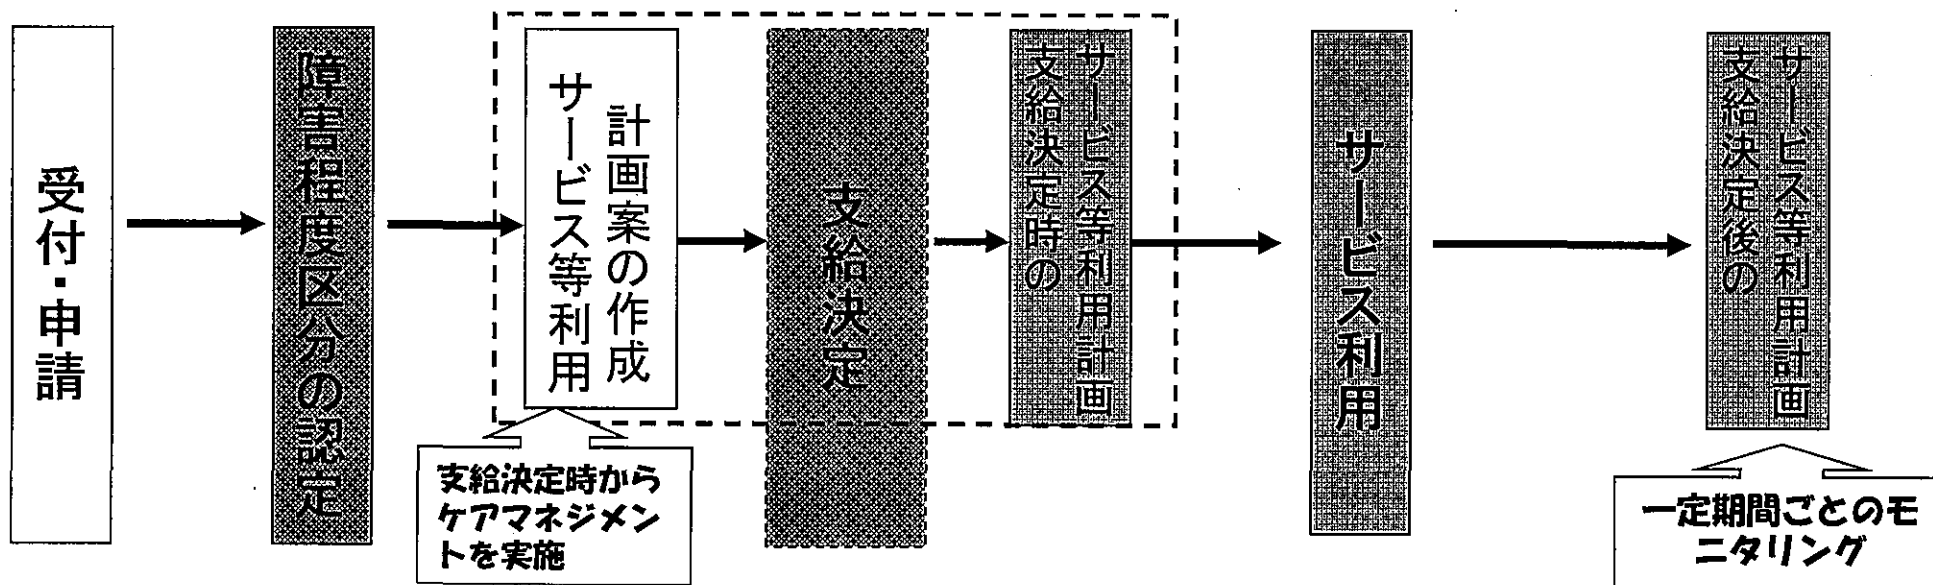 受付・申請
障害程度区分の認定
サービス等利用
計画案の作成
支給決定時から
ケアマネジメン
トを実施
支給決定
支給決定時の
サービス等利用計画
サービス利用
支給決定後の
サービス等利用計画
一定期間ごとのモ
ニタリング